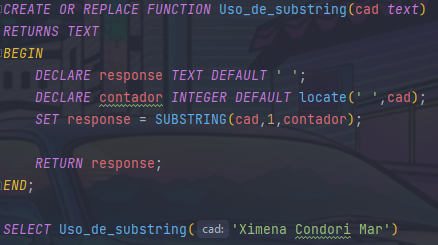 CREATE OR REPLACE FUNCTION Uso_de_substring(cad text)
RETURNS TEXT
BEGIN
    DECLARE response TEXT DEFAULT ' ';
    DECLARE contador INTEGER DEFAULT locate(' ',cad);
    SET response = SUBSTRING(cad,1,contador);
    RETURN response;
END;
SELECT Uso_de_substring( cad: 'Ximena Condori Mar')